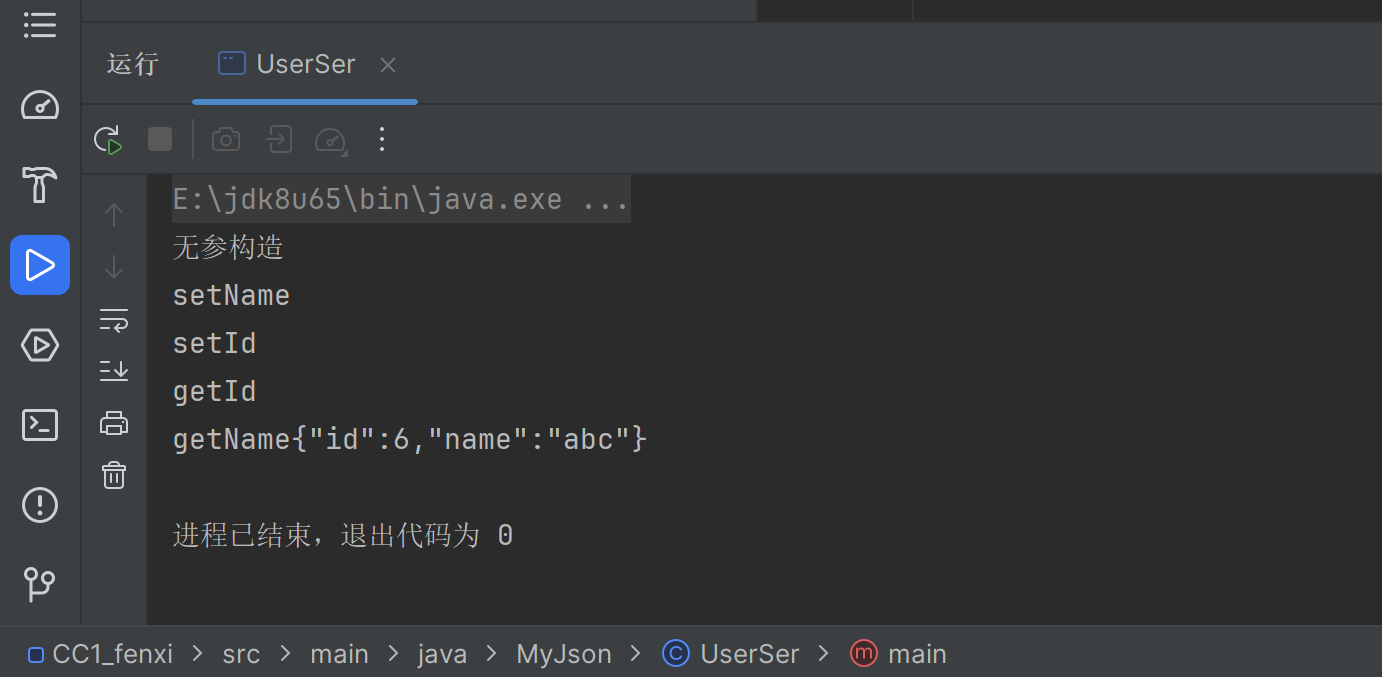 运行 UserSer
E:\jdk8u65\bin\java.exe ...
无参构造
setName
setId
getId
getName{"id":6,"name":"abc"}
进程已结束，退出代码为 0
CC1_fenxi > src > main > java > MyJson > UserSer > main